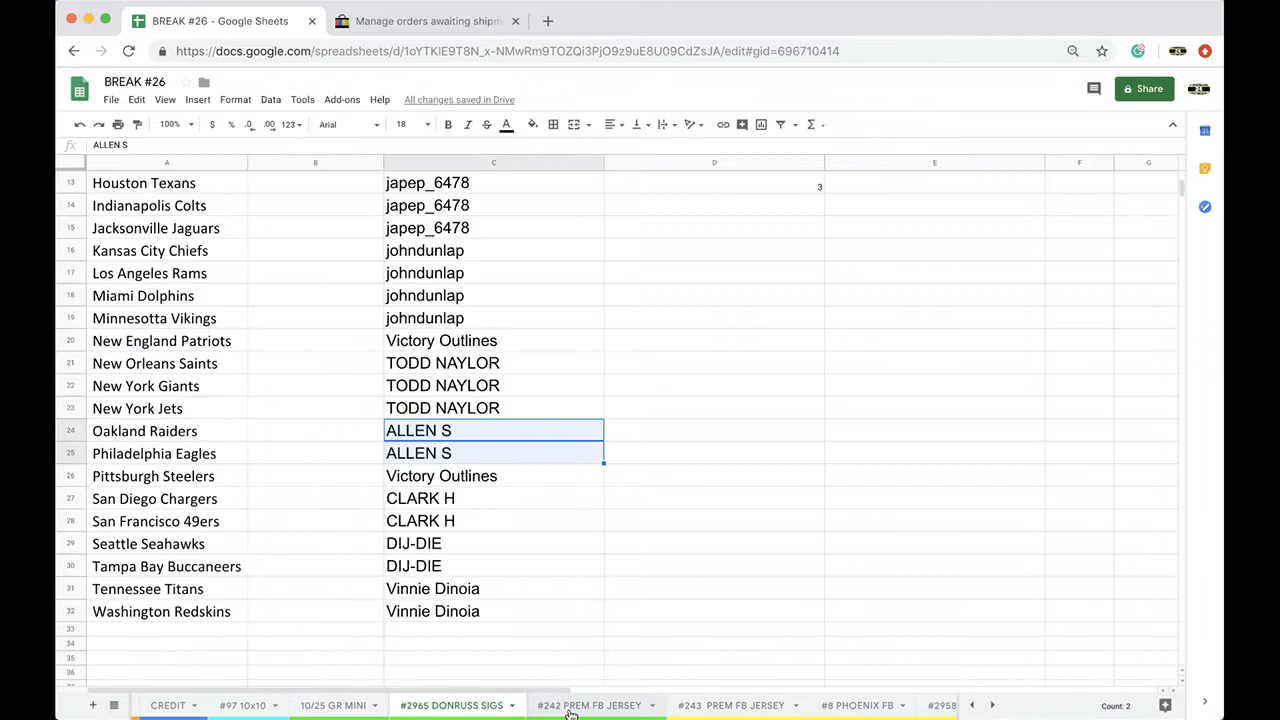 BREAK #26 - Google Sheets
Manage orders awaiting shipm
https://docs.google.com/spreadsheets/d/1oYTKlE9T8N_x-NMwRm9TOZQi3PjO9z9uE8U09CdZsJA/edit#gid=696710414
BREAK #26
File Edit View Insert Format Data Tools Add-ons Help All changes saved in Drive
Share
100% $ % .0 .00 123 Arial 18 B I S A
fx ALLEN S
A B C D E F G
13 Houston Texans japep_6478 3
14 Indianapolis Colts japep_6478
15 Jacksonville Jaguars japep_6478
16 Kansas City Chiefs johndunlap
17 Los Angeles Rams johndunlap
18 Miami Dolphins johndunlap
19 Minnesotta Vikings johndunlap
20 New England Patriots Victory Outlines
21 New Orleans Saints TODD NAYLOR
22 New York Giants TODD NAYLOR
23 New York Jets TODD NAYLOR
24 Oakland Raiders ALLEN S
25 Philadelphia Eagles ALLEN S
26 Pittsburgh Steelers Victory Outlines
27 San Diego Chargers CLARK H
28 San Francisco 49ers CLARK H
29 Seattle Seahawks DIJ-DIE
30 Tampa Bay Buccaneers DIJ-DIE
31 Tennessee Titans Vinnie Dinoia
32 Washington Redskins Vinnie Dinoia
33
34
35
36
CREDIT #97 10x10 10/25 GR MINI #2965 DONRUSS SIGS #242 PREM FB JERSEY #243 PREM FB JERSEY #8 PHOENIX FB #2958 Count: 2